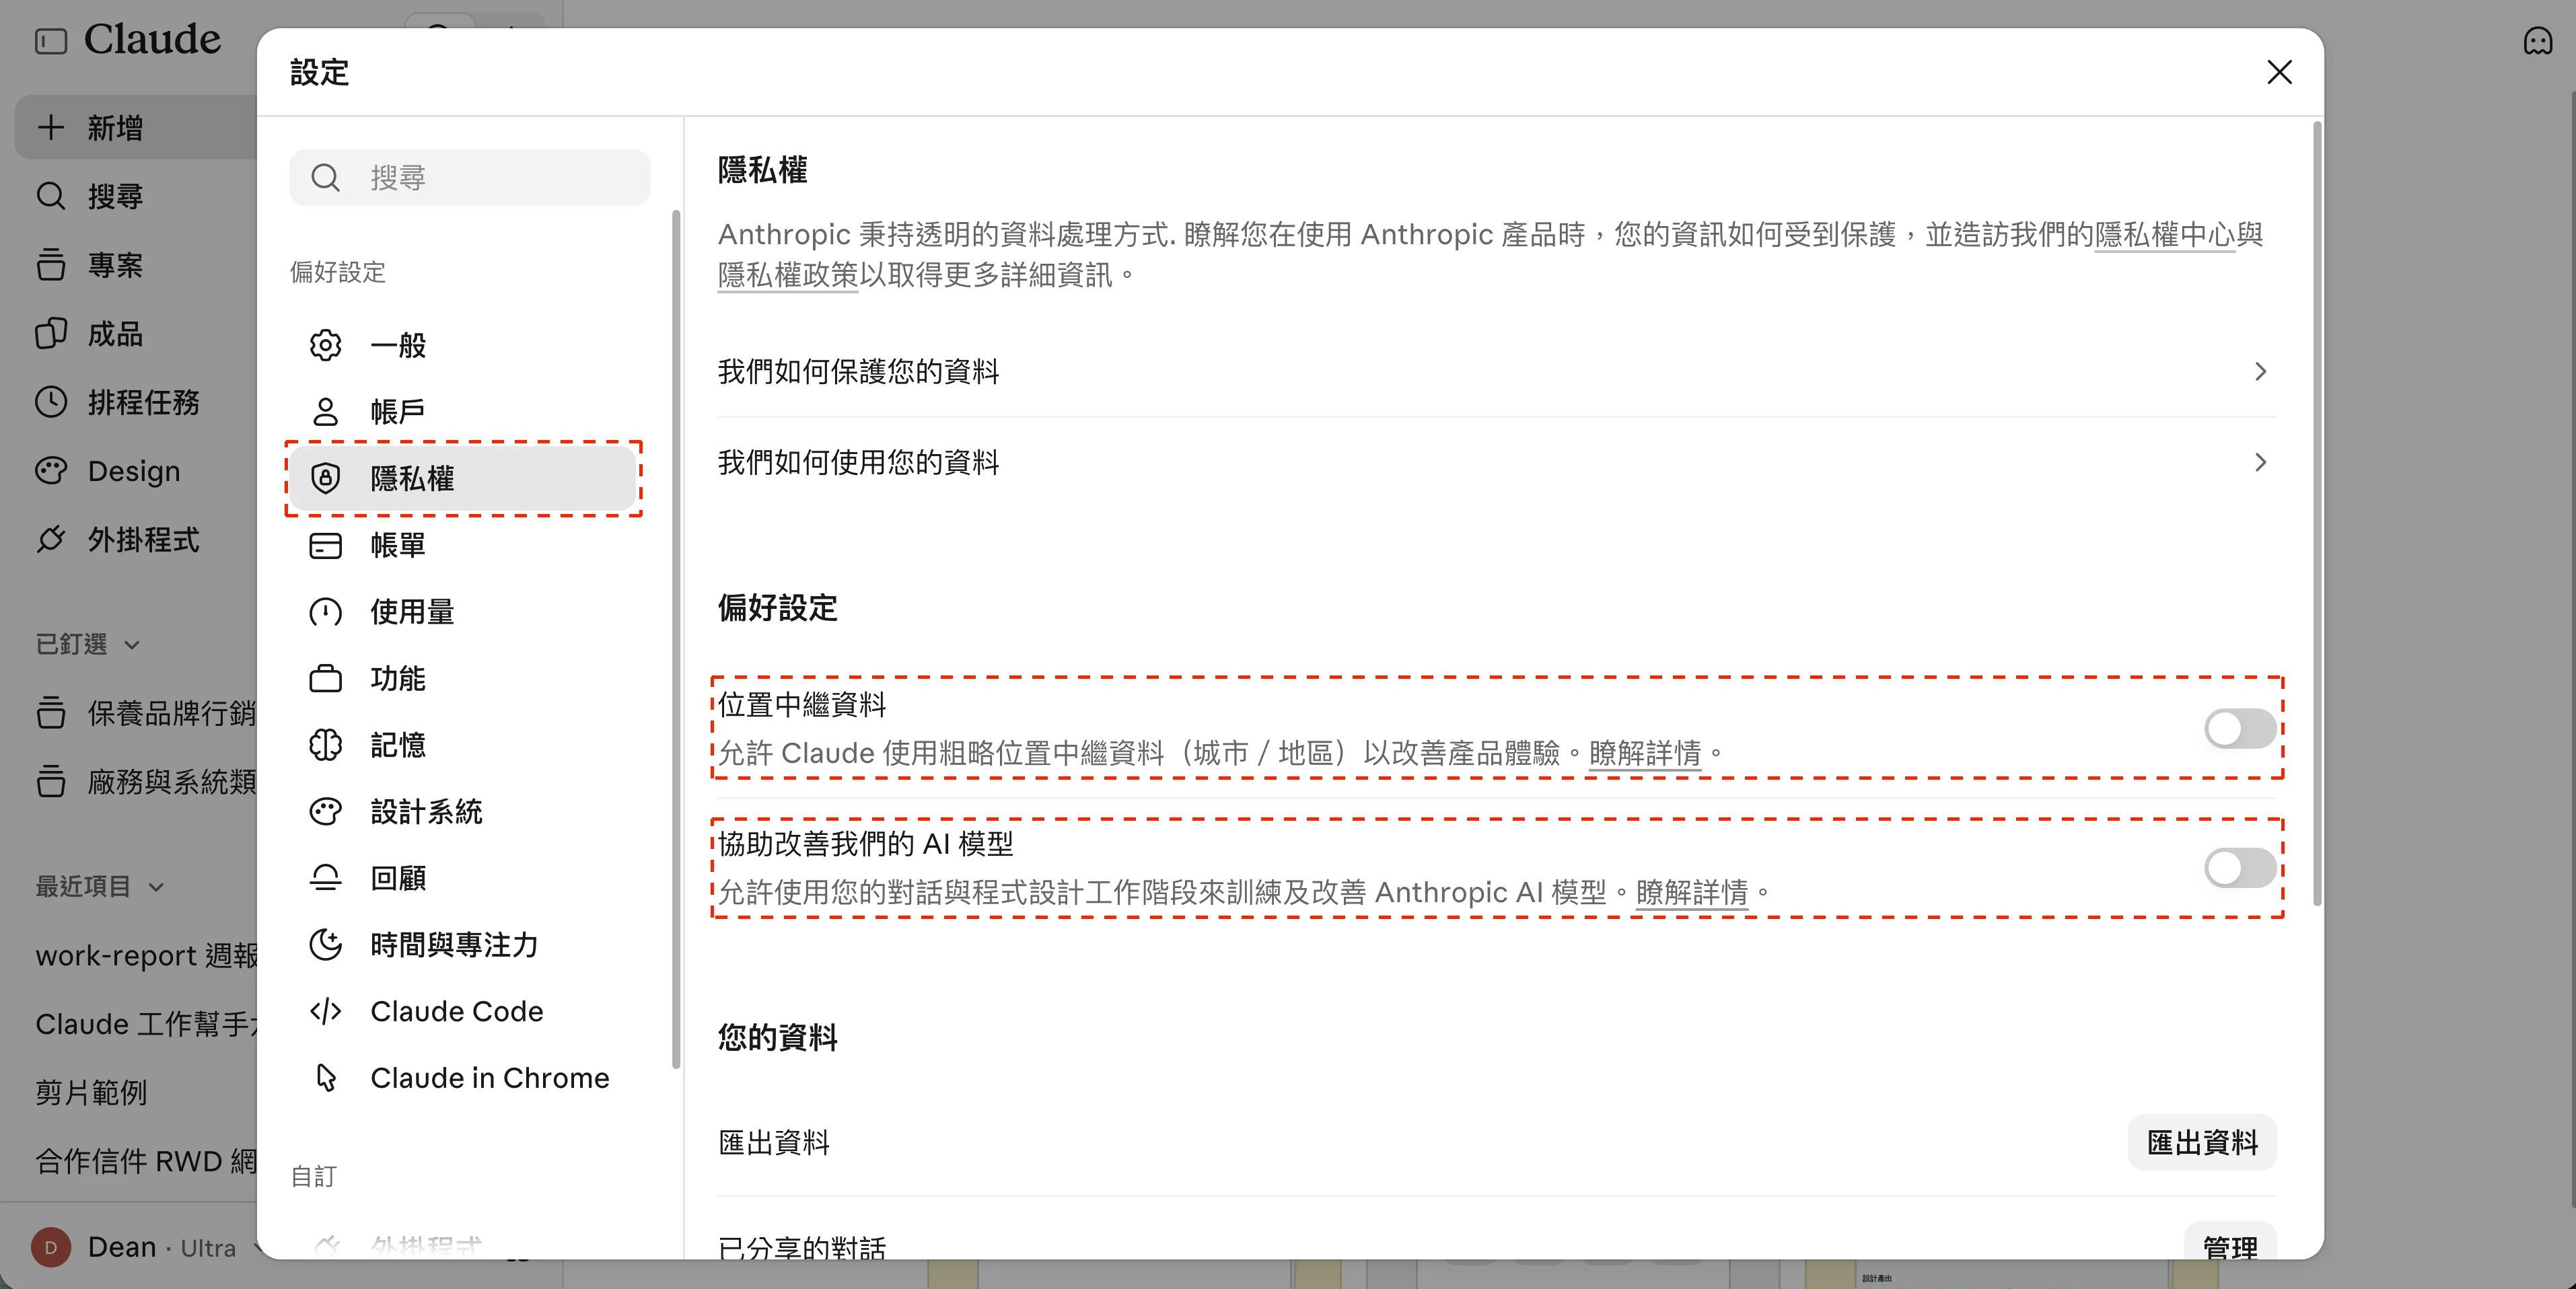 Claude
新增
搜尋
專案
成品
排程任務
Design
外掛程式
已釘選
保養品牌行銷
廠務與系統類
最近項目
work-report 週報
Claude 工作幫手
剪片範例
合作信件 RWD 網
D
Dean · Ultra
設定
搜尋
偏好設定
一般
帳戶
隱私權
帳單
使用量
功能
記憶
設計系統
回顧
時間與專注力
Claude Code
Claude in Chrome
自訂
外掛程式
隱私權
Anthropic 秉持透明的資料處理方式. 瞭解您在使用 Anthropic 產品時，您的資訊如何受到保護，並造訪我們的隱私權中心與
隱私權政策以取得更多詳細資訊。
我們如何保護您的資料
我們如何使用您的資料
偏好設定
位置中繼資料
允許 Claude 使用粗略位置中繼資料（城市 / 地區）以改善產品體驗。瞭解詳情。
協助改善我們的 AI 模型
允許使用您的對話與程式設計工作階段來訓練及改善 Anthropic AI 模型。瞭解詳情。
您的資料
匯出資料
匯出資料
已分享的對話
管理
設計產出